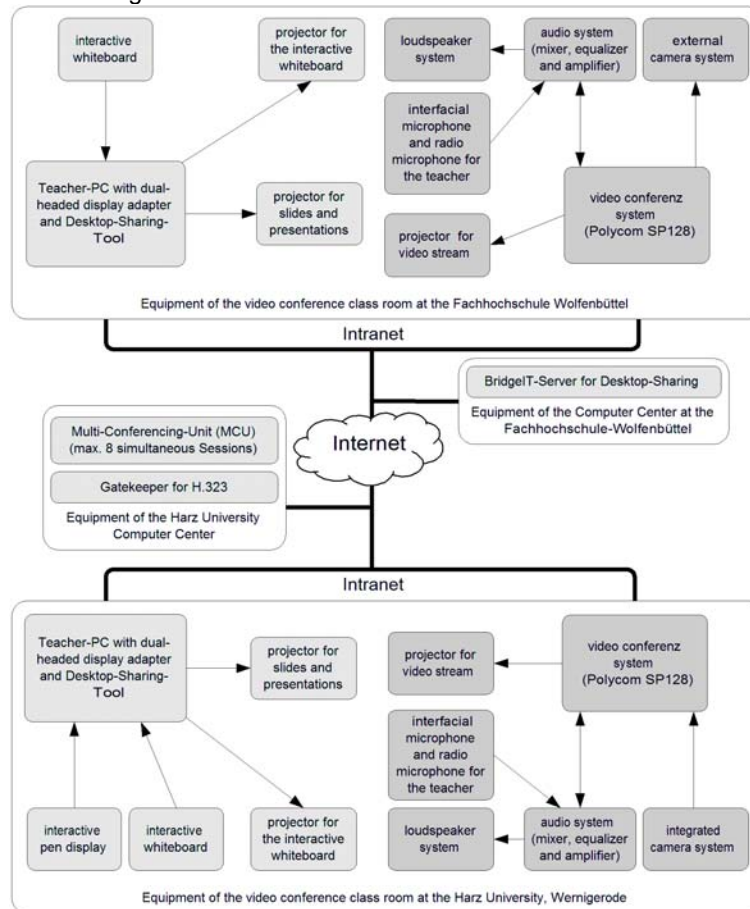 interactive
whiteboard
projector for
the interactive
whiteboard
loudspeaker
system
audio system
(mixer, equalizer
and amplifier)
external
camera system
interfacial
microphone
and radio
microphone for
the teacher
Teacher-PC with dual-
headed display adapter
and Desktop-Sharing-
Tool
projector for
slides and
presentations
projector for
video stream
video conferenz
system
(Polycom SP128)
Equipment of the video conference class room at the Fachhochschule Wolfenbüttel
Intranet
BridgeIT-Server for Desktop-Sharing
Equipment of the Computer Center at the
Fachhochschule-Wolfenbüttel
Multi-Conferencing-Unit (MCU)
(max. 8 simultaneous Sessions)
Gatekeeper for H.323
Equipment of the Harz University
Computer Center
Internet
Intranet
Teacher-PC with dual-
headed display adapter
and Desktop-Sharing-
Tool
projector for
slides and
presentations
projector for
video stream
video conferenz
system
(Polycom SP128)
interfacial
microphone
and radio
microphone for
the teacher
interactive
pen display
interactive
whiteboard
projector for
the interactive
whiteboard
loudspeaker
system
audio system
(mixer, equalizer
and amplifier)
integrated
camera system
Equipment of the video conference class room at the Harz University, Wernigerode